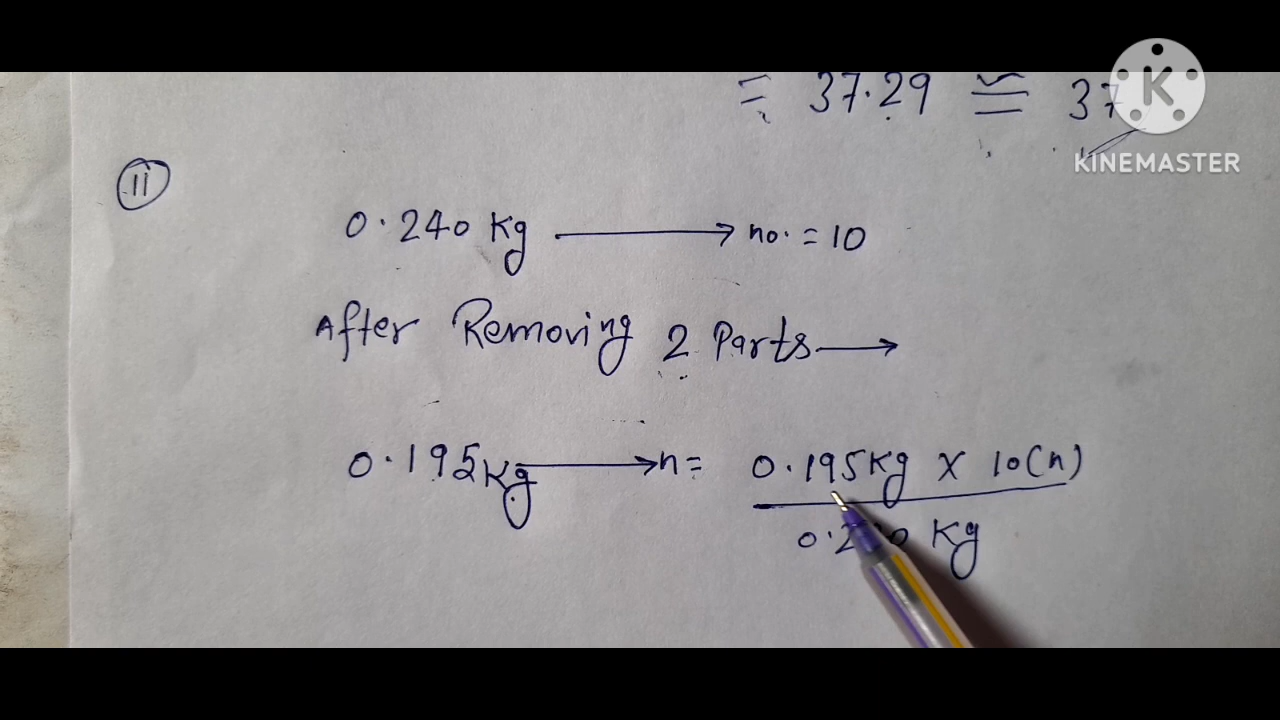 = 37.29 ≅ 37
KINEMASTER
11
0.240 Kg → no. = 10
After Removing 2 Parts →
0.195 Kg → n = 0.195 Kg X 10(n)
Kg